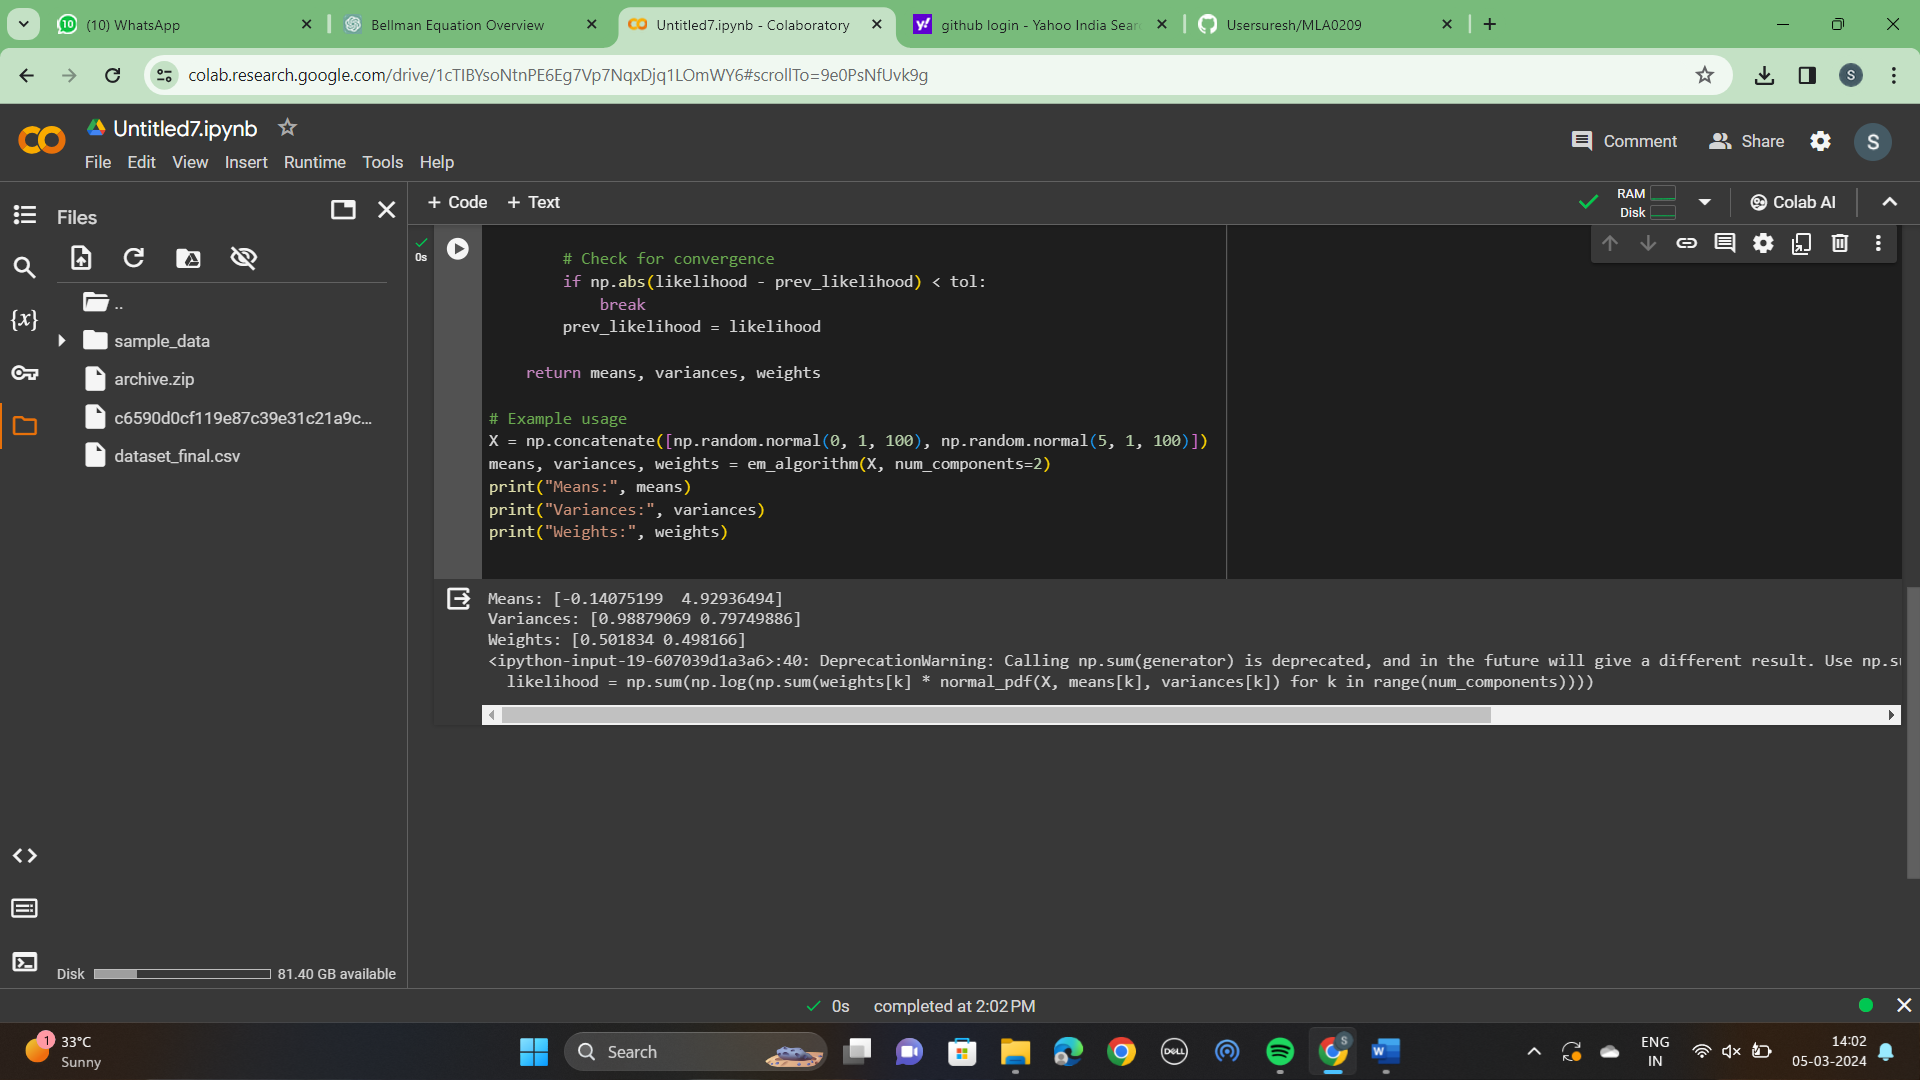 (10) WhatsApp
Bellman Equation Overview
Untitled7.ipynb - Colaboratory
github login - Yahoo India Sear
Usersuresh/MLA0209
colab.research.google.com/drive/1cTIBYsoNtnPE6Eg7Vp7NqxDjq1LOmWY6#scrollTo=9e0PsNfUvk9g
S
Untitled7.ipynb
File Edit View Insert Runtime Tools Help
Comment
Share
S
Files
+ Code + Text
RAM
Disk
Colab AI
0s
{x}
..
sample_data
archive.zip
c6590d0cf119e87c39e31c21a9c...
dataset_final.csv
# Check for convergence
if np.abs(likelihood - prev_likelihood) < tol:
break
prev_likelihood = likelihood
return means, variances, weights
# Example usage
X = np.concatenate([np.random.normal(0, 1, 100), np.random.normal(5, 1, 100)])
means, variances, weights = em_algorithm(X, num_components=2)
print("Means:", means)
print("Variances:", variances)
print("Weights:", weights)
Means: [-0.14075199  4.92936494]
Variances: [0.98879069 0.79749886]
Weights: [0.501834 0.498166]
<ipython-input-19-607039d1a3a6>:40: DeprecationWarning: Calling np.sum(generator) is deprecated, and in the future will give a different result. Use np.su
likelihood = np.sum(np.log(np.sum(weights[k] * normal_pdf(X, means[k], variances[k]) for k in range(num_components))))
Disk
81.40 GB available
0s completed at 2:02 PM
1
33°C
Sunny
Search
DELL
S
W
ENG
IN
14:02
05-03-2024